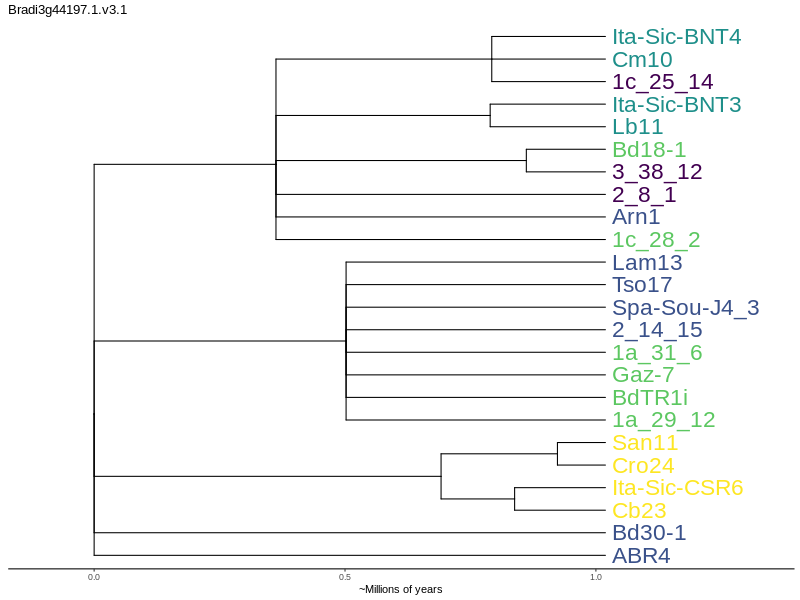 Bradi3g44197.1.v3.1
Ita-Sic-BNT4
Cm10
1c_25_14
Ita-Sic-BNT3
Lb11
Bd18-1
3_38_12
2_8_1
Arn1
1c_28_2
Lam13
Tso17
Spa-Sou-J4_3
2_14_15
1a_31_6
Gaz-7
BdTR1i
1a_29_12
San11
Cro24
Ita-Sic-CSR6
Cb23
Bd30-1
ABR4
0.0 0.5 1.0
~Millions of years